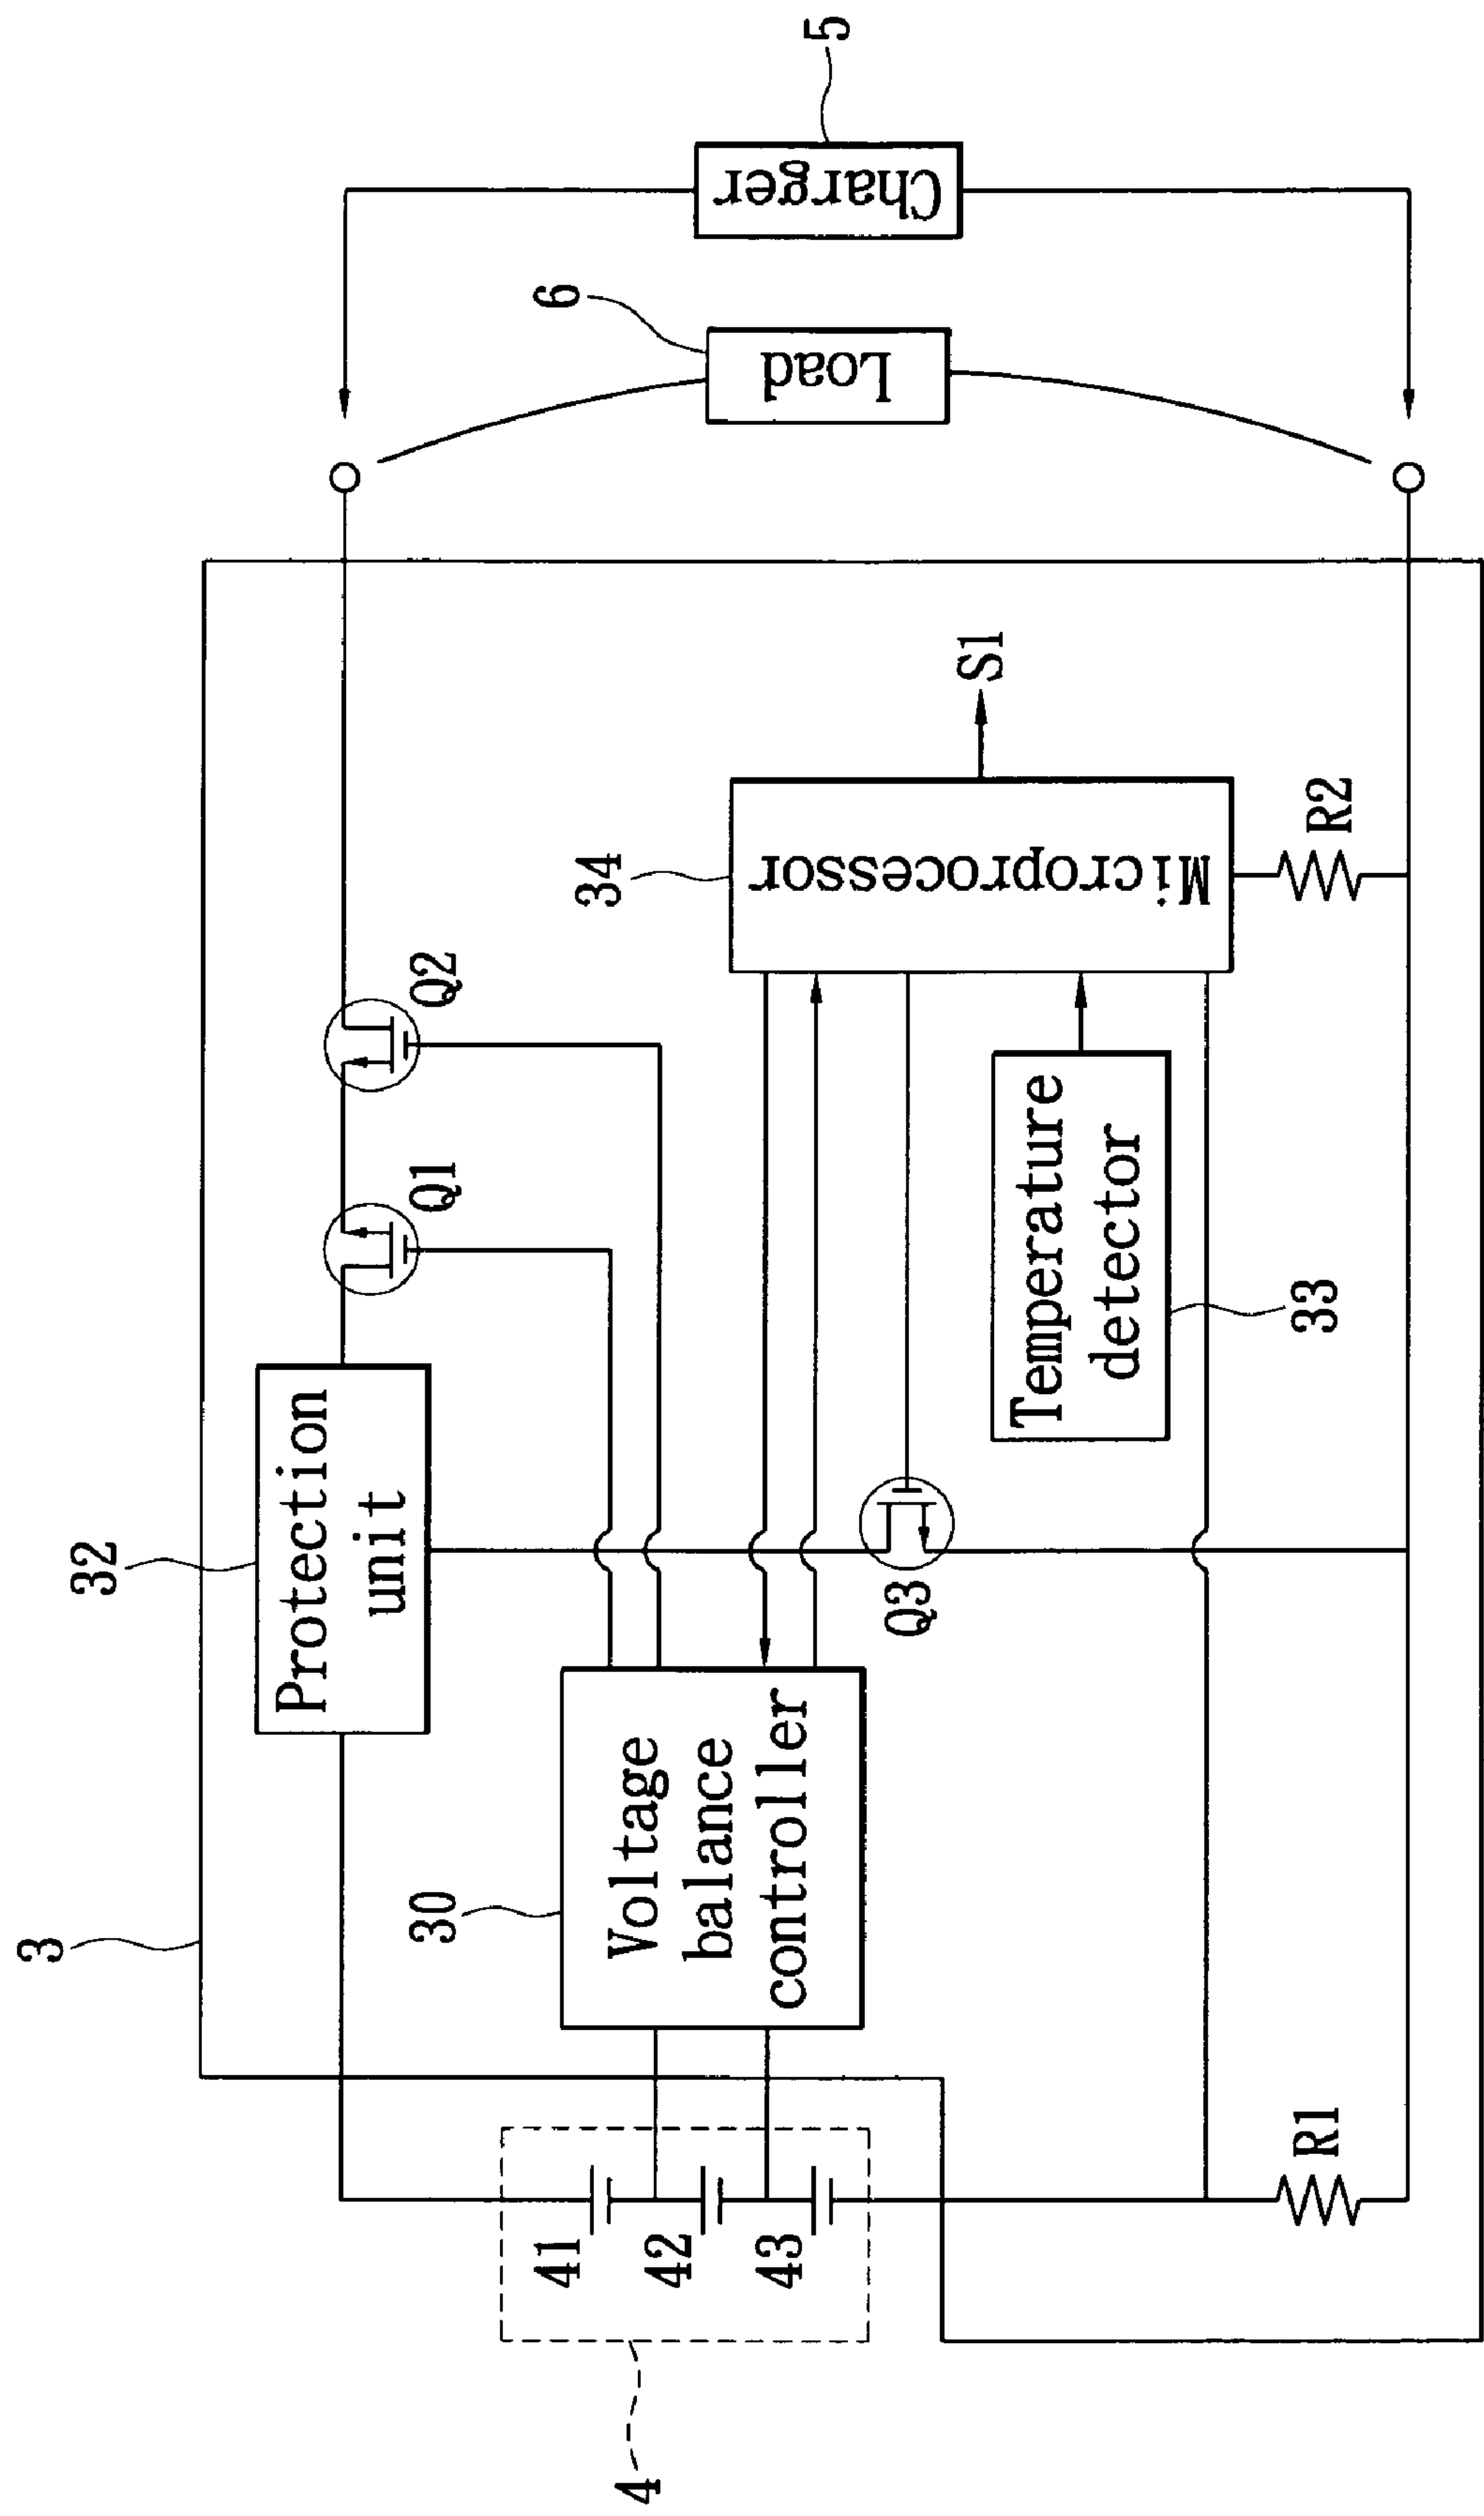 3
32
Protection
unit
Q1
Q2
30
Voltage
balance
controller
34
Microprocessor
S1
6
Load
5
Charger
4
41
42
43
Q3
Temperature
detector
33
R1
R2